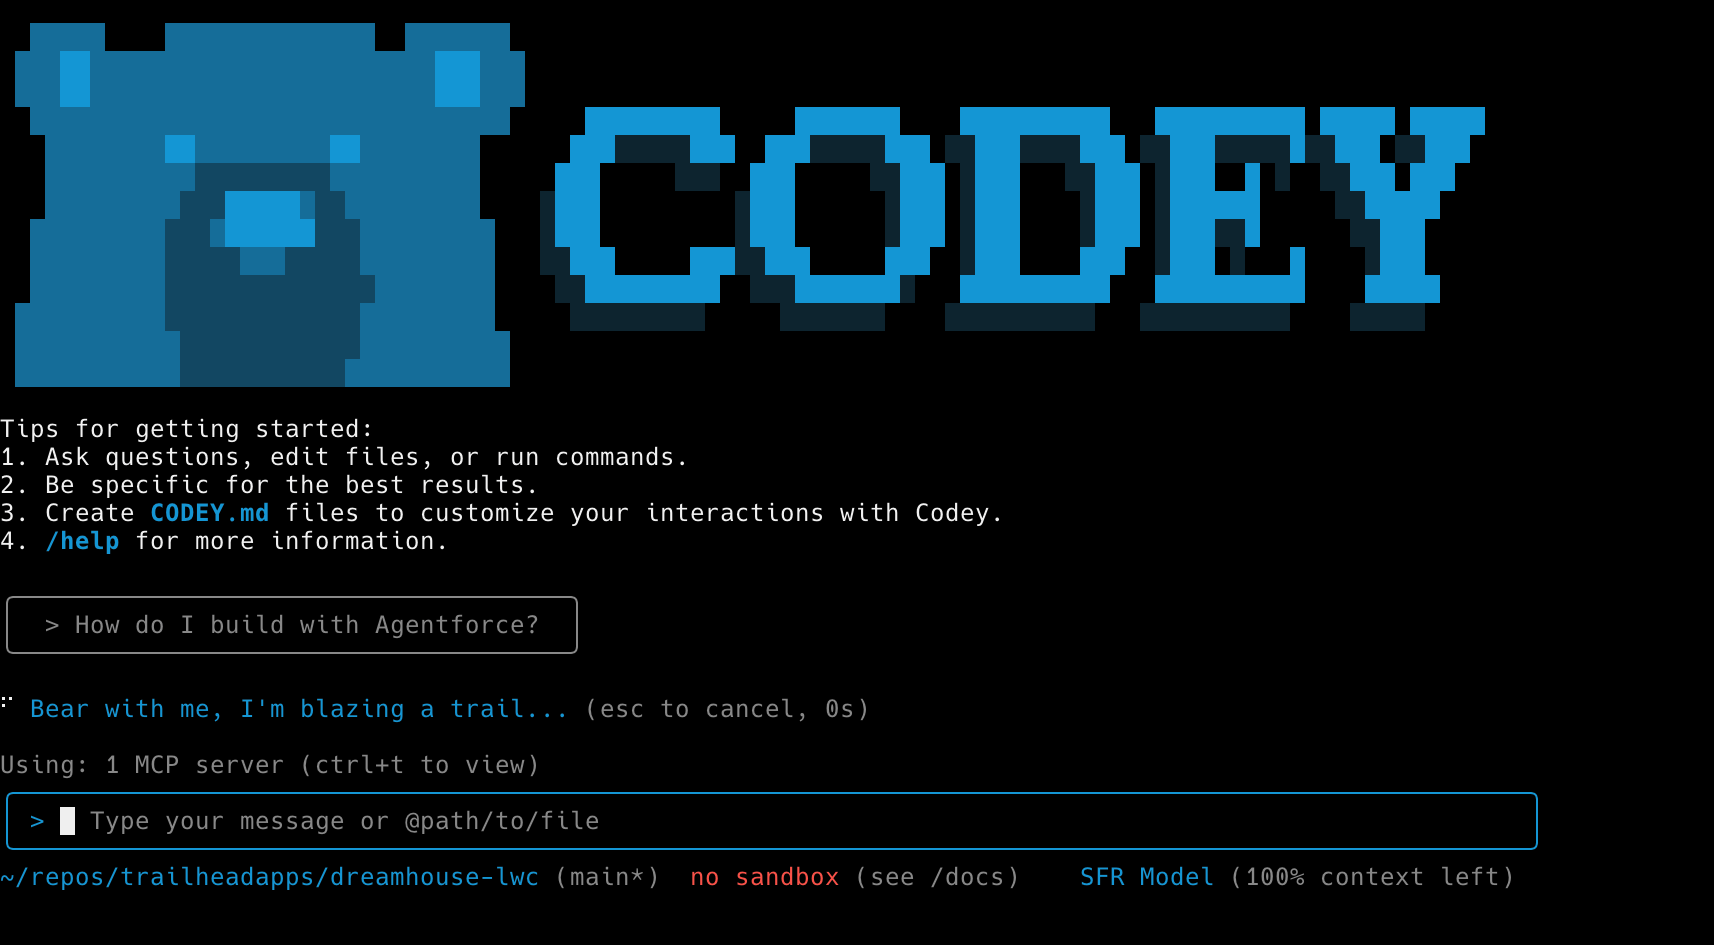 CODEY
Tips for getting started:
1. Ask questions, edit files, or run commands.
2. Be specific for the best results.
3. Create CODEY.md files to customize your interactions with Codey.
4. /help for more information.
> How do I build with Agentforce?
Bear with me, I'm blazing a trail... (esc to cancel, 0s)
Using: 1 MCP server (ctrl+t to view)
> Type your message or @path/to/file
~/repos/trailheadapps/dreamhouse-lwc (main*) no sandbox (see /docs) SFR Model (100% context left)